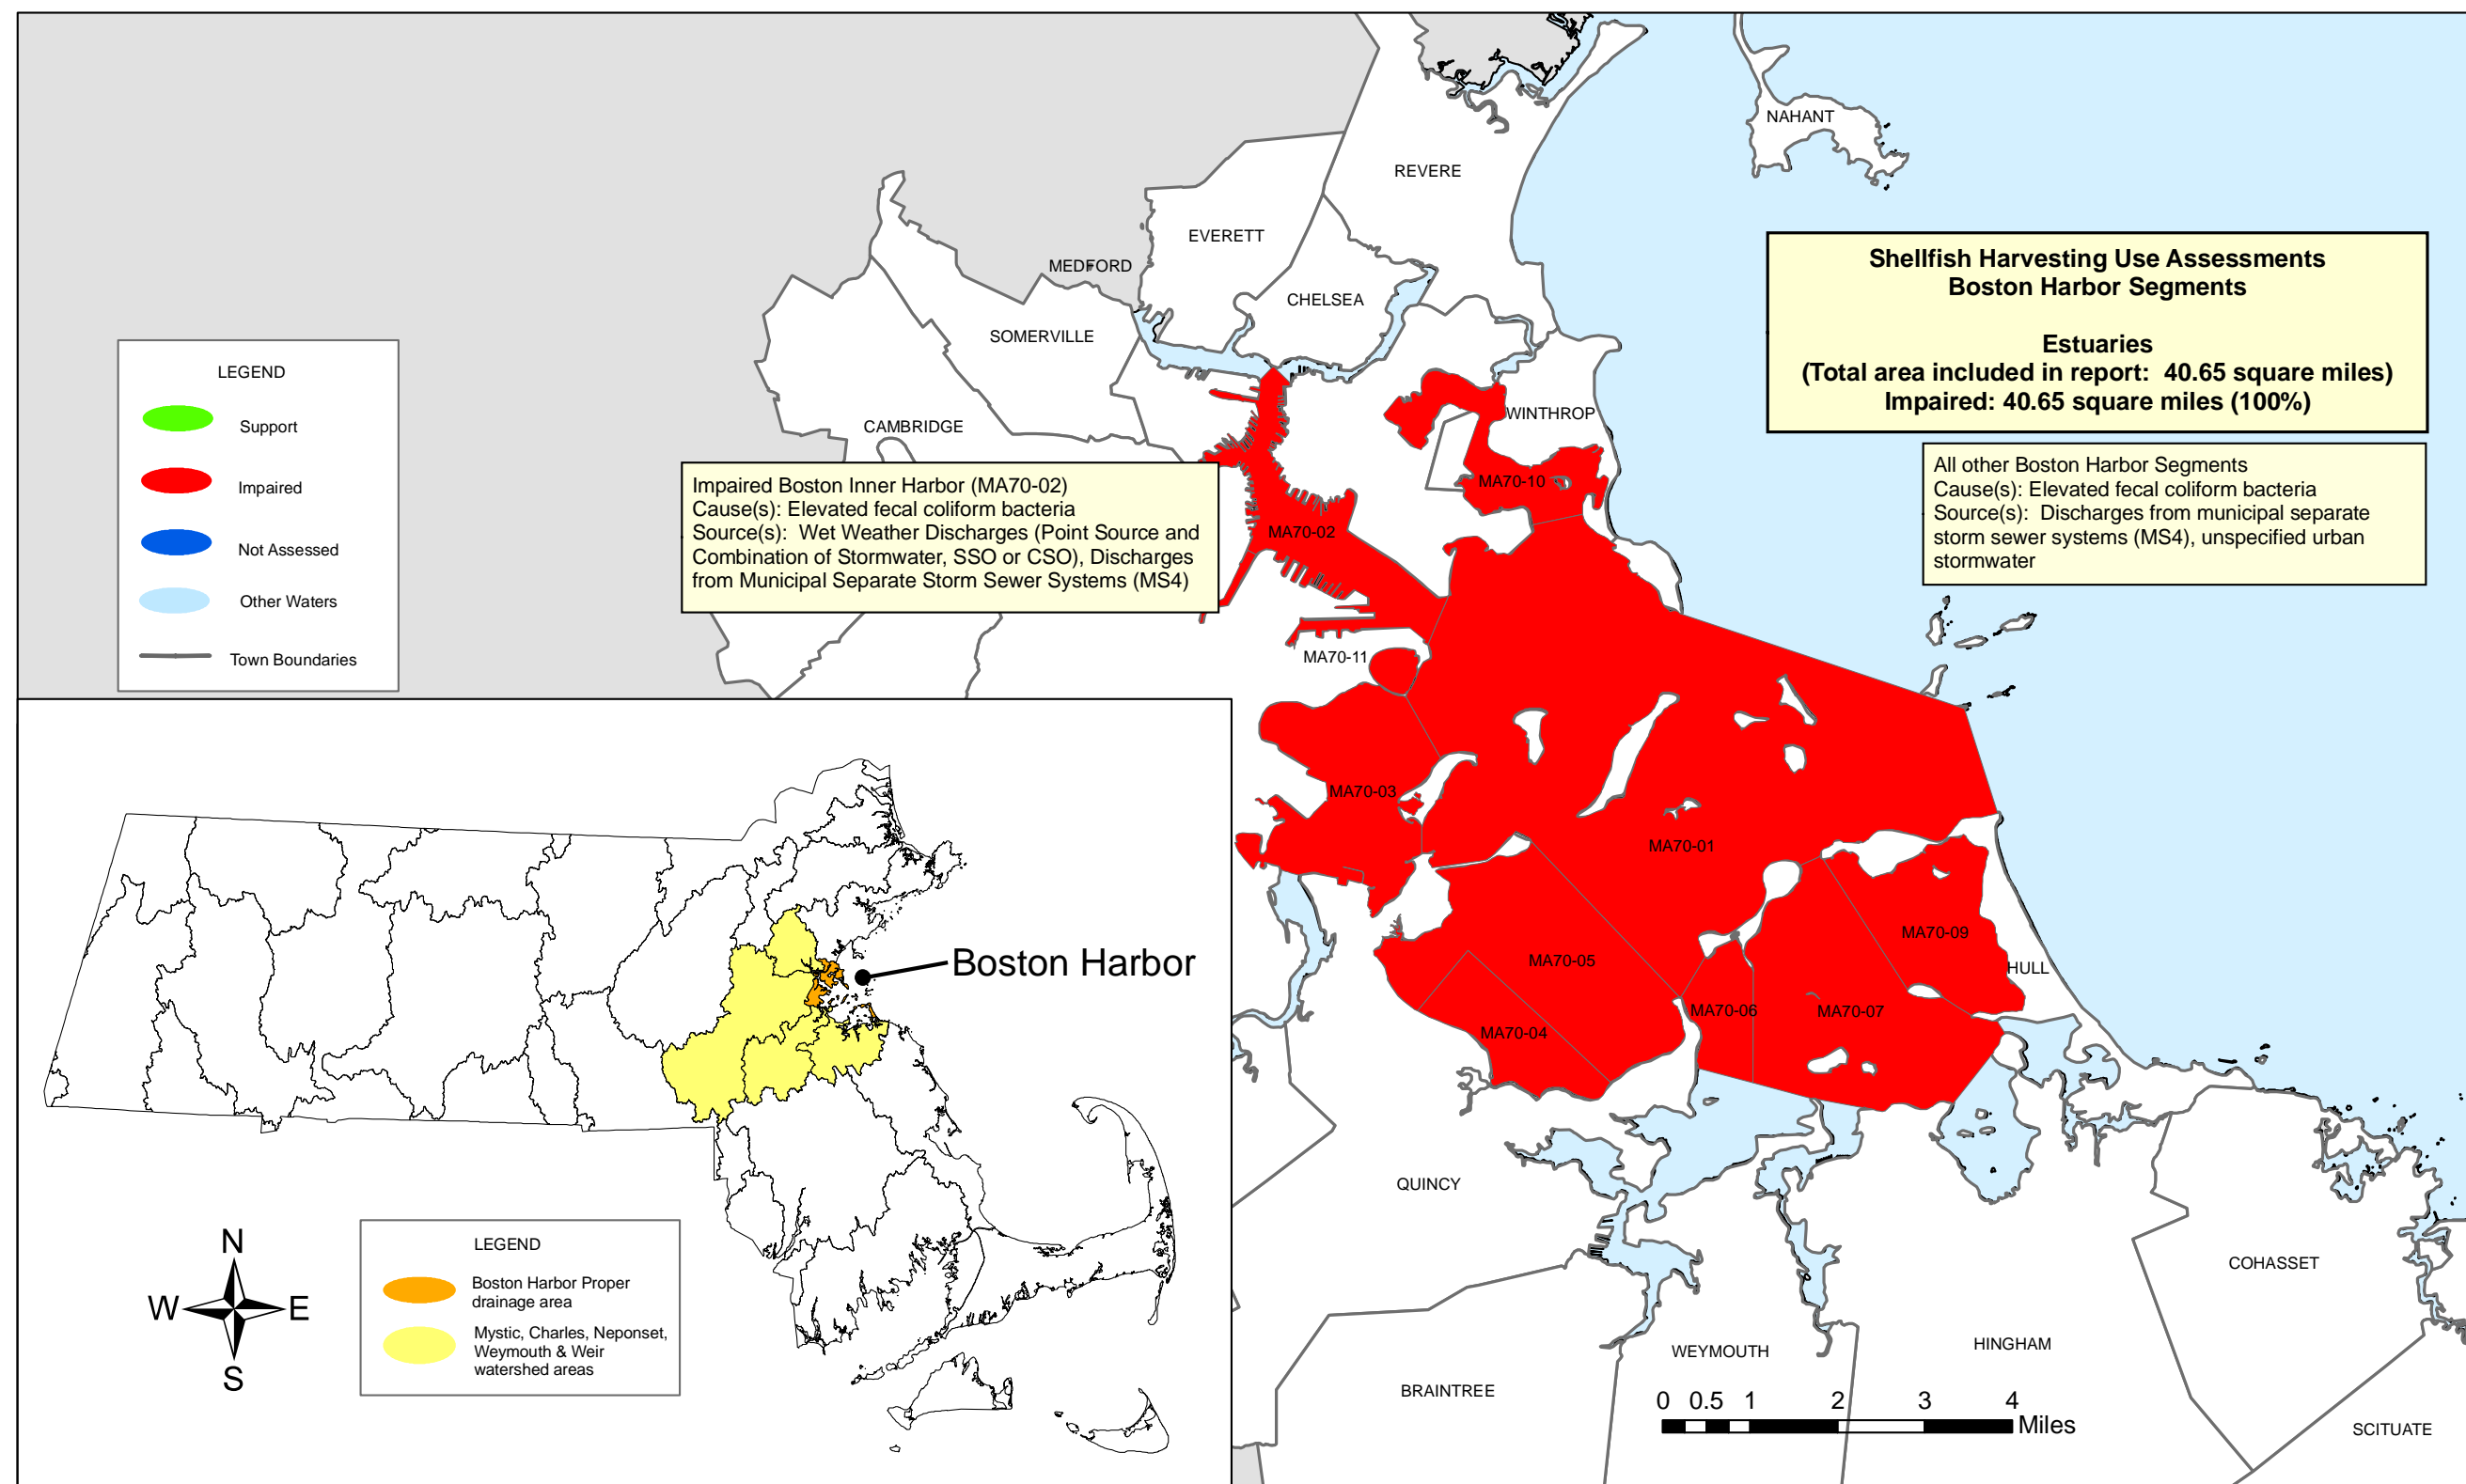 NAHANT
REVERE
EVERETT
MEDFORD
CHELSEA
SOMERVILLE
CAMBRIDGE
WINTHROP
Shellfish Harvesting Use Assessments
Boston Harbor Segments
Estuaries
(Total area included in report: 40.65 square miles)
Impaired: 40.65 square miles (100%)
All other Boston Harbor Segments
Cause(s): Elevated fecal coliform bacteria
Source(s): Discharges from municipal separate
storm sewer systems (MS4), unspecified urban
stormwater
LEGEND
Support
Impaired
Not Assessed
Other Waters
Town Boundaries
Impaired Boston Inner Harbor (MA70-02)
Cause(s): Elevated fecal coliform bacteria
Source(s): Wet Weather Discharges (Point Source and
Combination of Stormwater, SSO or CSO), Discharges
from Municipal Separate Storm Sewer Systems (MS4)
MA70-10
MA70-02
MA70-11
MA70-03
MA70-01
MA70-09
MA70-05
HULL
MA70-06
MA70-07
MA70-04
QUINCY
COHASSET
HINGHAM
WEYMOUTH
BRAINTREE
SCITUATE
0 0.5 1 2 3 4
Miles
Boston Harbor
N
W E
S
LEGEND
Boston Harbor Proper
drainage area
Mystic, Charles, Neponset,
Weymouth & Weir
watershed areas